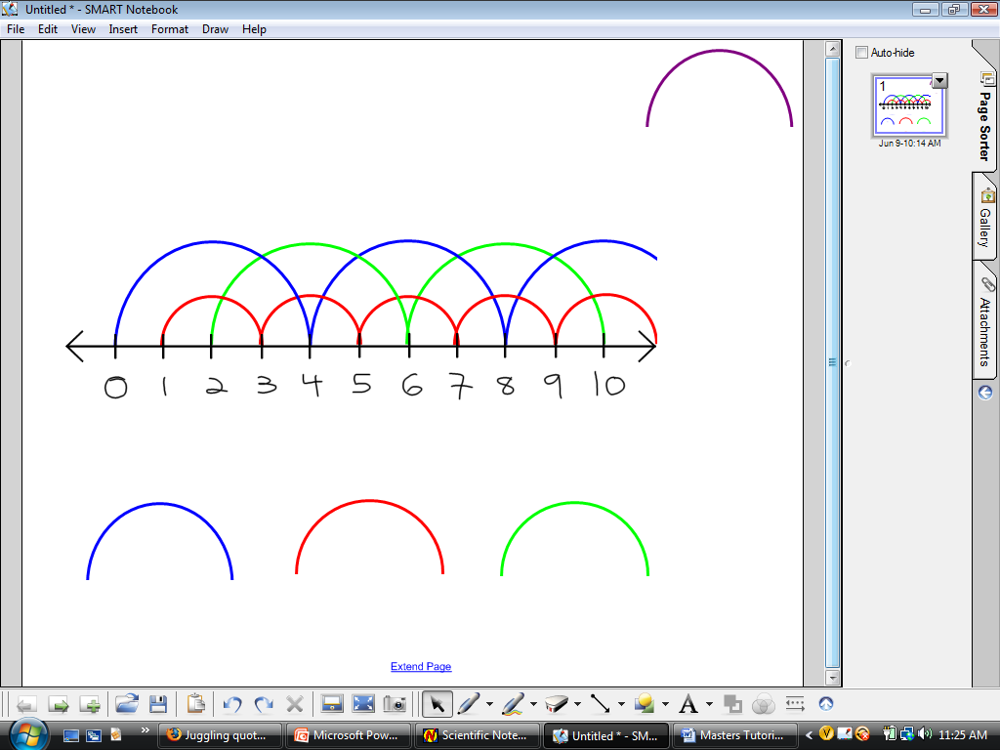 Untitled * - SMART Notebook
File Edit View Insert Format Draw Help
Auto-hide
1
Jun 9-10:14 AM
Page Sorter
Gallery
Attachments
0 1 2 3 4 5 6 7 8 9 10
Extend Page
A
Juggling quot...
Microsoft Pow...
Scientific Note...
Untitled * - SM...
Masters Tutori...
11:25 AM